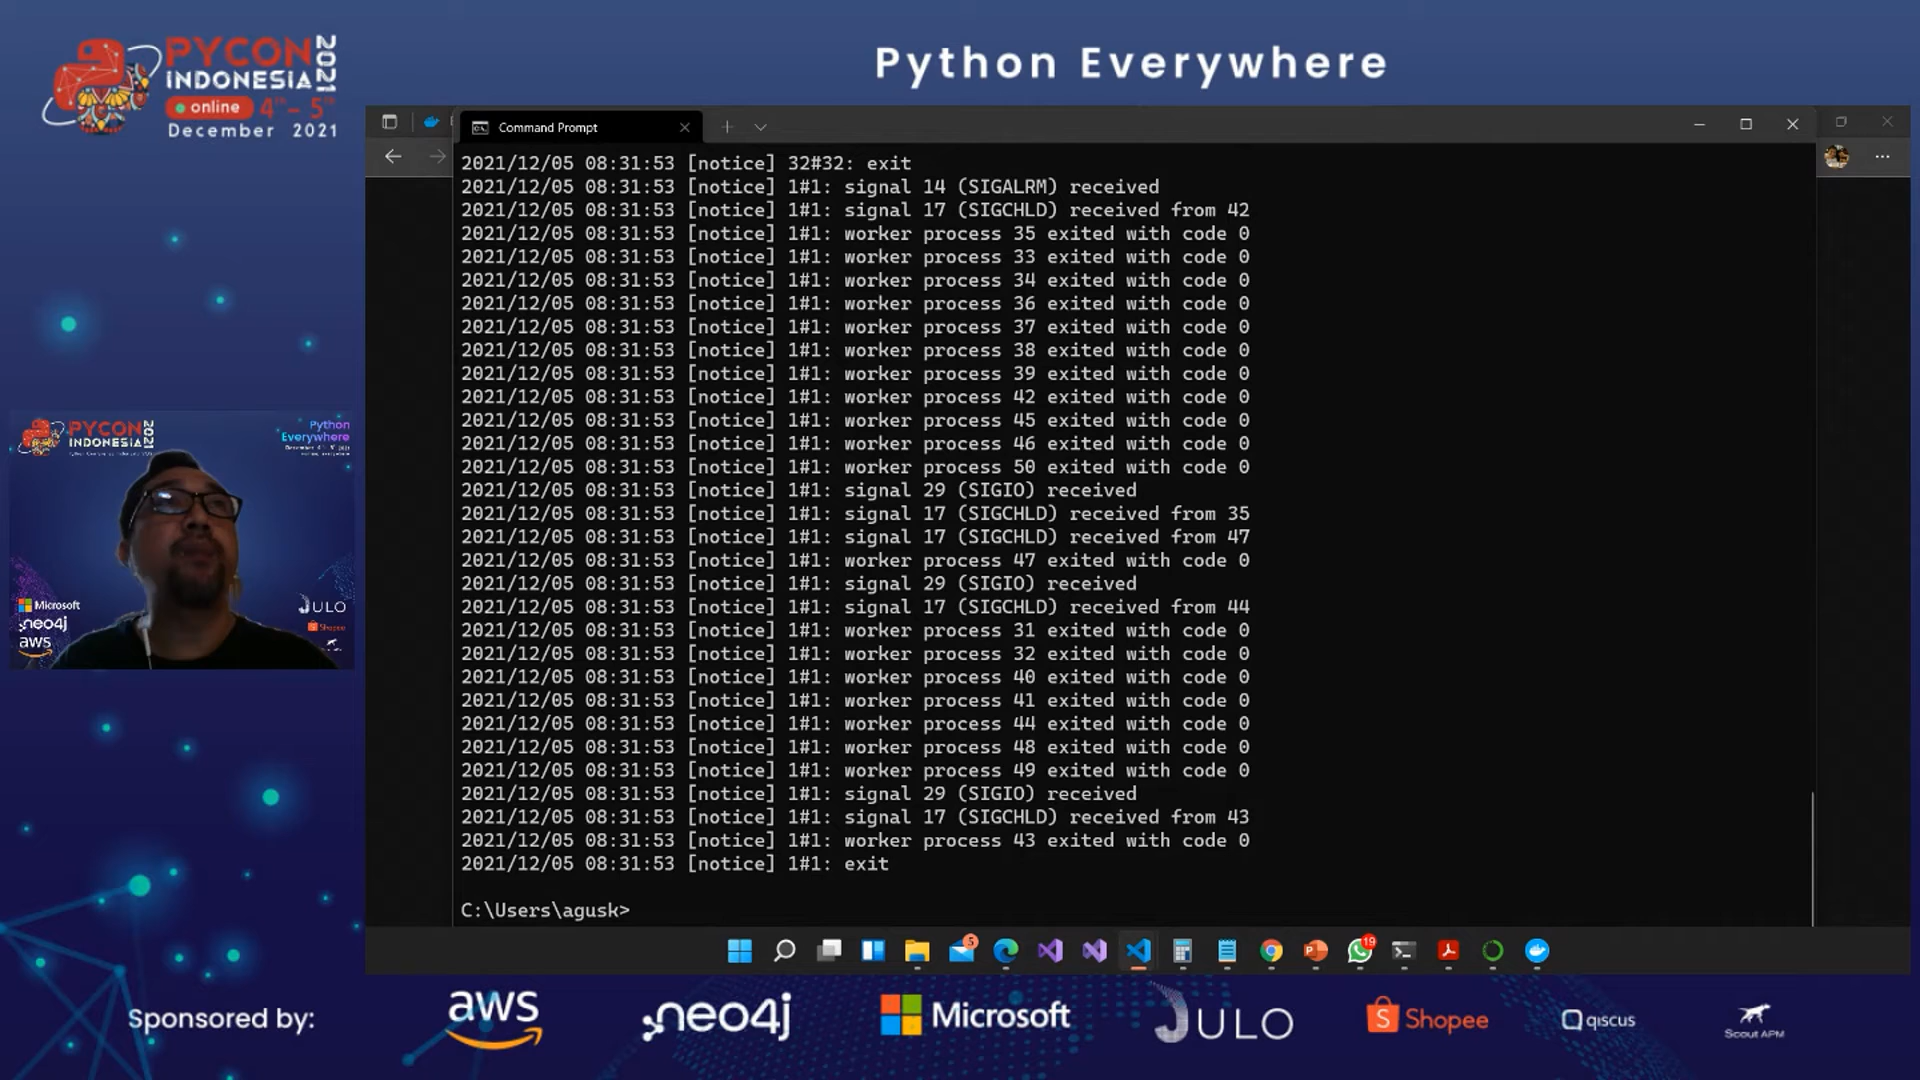 PYCON
INDONESIA
2021
online 4th - 5th
December 2021
Python Everywhere
Command Prompt
2021/12/05 08:31:53 [notice] 32#32: exit
2021/12/05 08:31:53 [notice] 1#1: signal 14 (SIGALRM) received
2021/12/05 08:31:53 [notice] 1#1: signal 17 (SIGCHLD) received from 42
2021/12/05 08:31:53 [notice] 1#1: worker process 35 exited with code 0
2021/12/05 08:31:53 [notice] 1#1: worker process 33 exited with code 0
2021/12/05 08:31:53 [notice] 1#1: worker process 34 exited with code 0
2021/12/05 08:31:53 [notice] 1#1: worker process 36 exited with code 0
2021/12/05 08:31:53 [notice] 1#1: worker process 37 exited with code 0
2021/12/05 08:31:53 [notice] 1#1: worker process 38 exited with code 0
2021/12/05 08:31:53 [notice] 1#1: worker process 39 exited with code 0
2021/12/05 08:31:53 [notice] 1#1: worker process 42 exited with code 0
2021/12/05 08:31:53 [notice] 1#1: worker process 45 exited with code 0
2021/12/05 08:31:53 [notice] 1#1: worker process 46 exited with code 0
2021/12/05 08:31:53 [notice] 1#1: worker process 50 exited with code 0
2021/12/05 08:31:53 [notice] 1#1: signal 29 (SIGIO) received
2021/12/05 08:31:53 [notice] 1#1: signal 17 (SIGCHLD) received from 35
2021/12/05 08:31:53 [notice] 1#1: signal 17 (SIGCHLD) received from 47
2021/12/05 08:31:53 [notice] 1#1: worker process 47 exited with code 0
2021/12/05 08:31:53 [notice] 1#1: signal 29 (SIGIO) received
2021/12/05 08:31:53 [notice] 1#1: signal 17 (SIGCHLD) received from 44
2021/12/05 08:31:53 [notice] 1#1: worker process 31 exited with code 0
2021/12/05 08:31:53 [notice] 1#1: worker process 32 exited with code 0
2021/12/05 08:31:53 [notice] 1#1: worker process 40 exited with code 0
2021/12/05 08:31:53 [notice] 1#1: worker process 41 exited with code 0
2021/12/05 08:31:53 [notice] 1#1: worker process 44 exited with code 0
2021/12/05 08:31:53 [notice] 1#1: worker process 48 exited with code 0
2021/12/05 08:31:53 [notice] 1#1: worker process 49 exited with code 0
2021/12/05 08:31:53 [notice] 1#1: signal 29 (SIGIO) received
2021/12/05 08:31:53 [notice] 1#1: signal 17 (SIGCHLD) received from 43
2021/12/05 08:31:53 [notice] 1#1: worker process 43 exited with code 0
2021/12/05 08:31:53 [notice] 1#1: exit
C:\Users\agusk>
5
19
PYCON
INDONESIA
2021
Python
Everywhere
Microsoft
neo4j
aws
JULO
Shopee
Sponsored by:
aws
neo4j
Microsoft
JULO
Shopee
qiscus
Scout APM